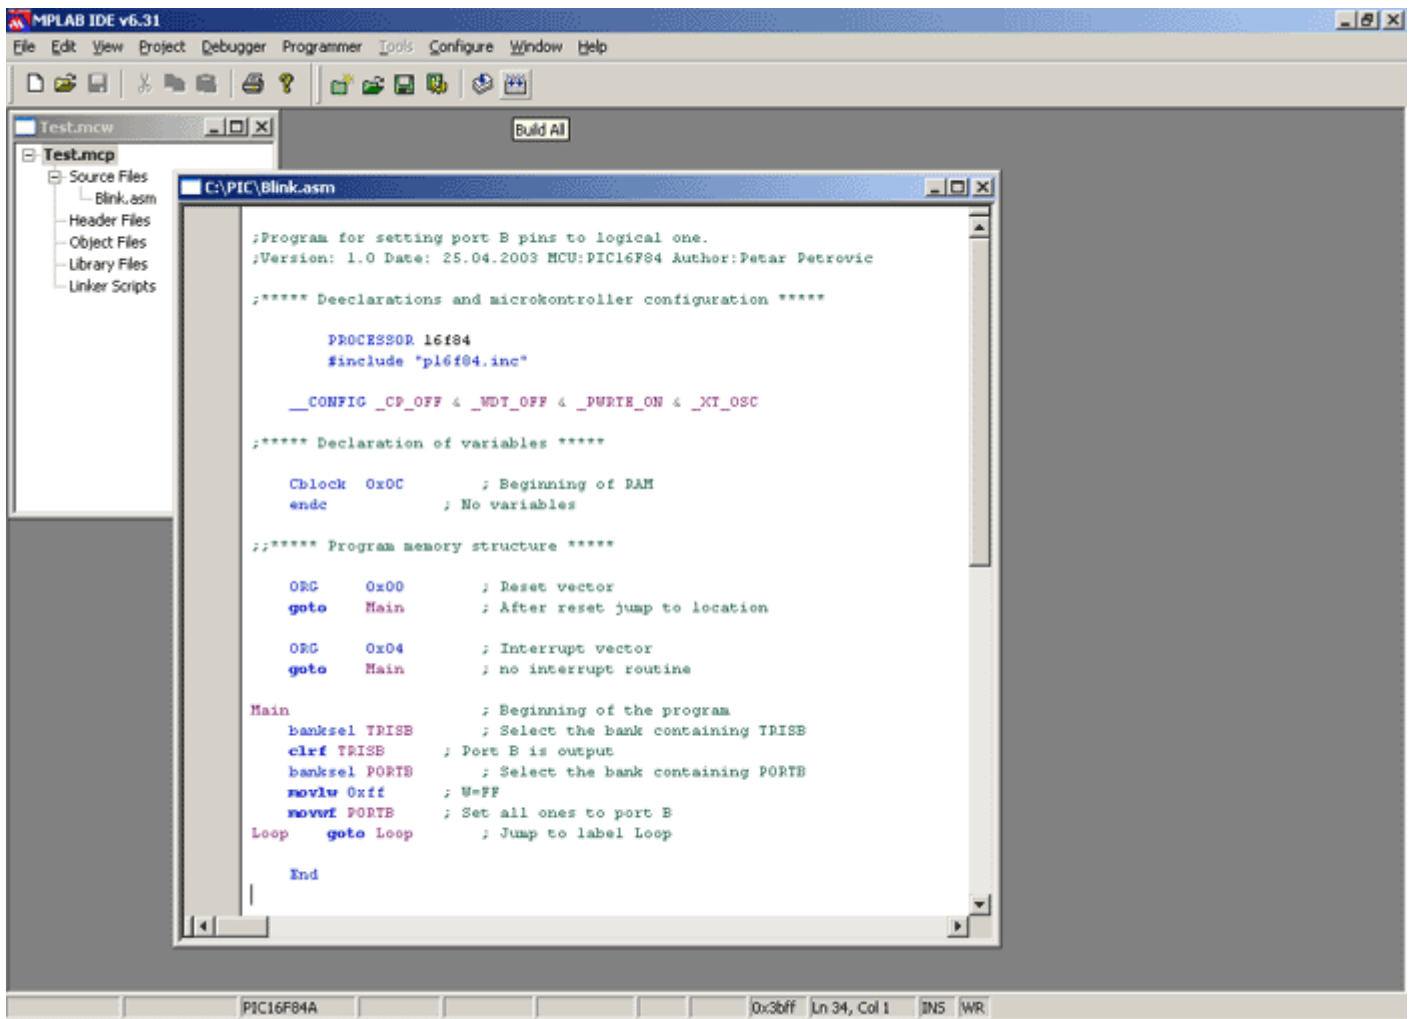 MPLAB IDE v6.31
File Edit View Project Debugger Programmer Tools Configure Window Help
Build All
Test.mcw
Test.mcp
Source Files
Blink.asm
Header Files
Object Files
Library Files
Linker Scripts
C:\PIC\Blink.asm
;Program for setting port B pins to logical one.
;Version: 1.0 Date: 25.04.2003 MCU:PIC16F84 Author:Petar Petrovic
;***** Deeclarations and microkontroller configuration *****
PROCESSOR 16f84
#include "p16f84.inc"
__CONFIG _CP_OFF & _WDT_OFF & _PWRTE_ON & _XT_OSC
;***** Declaration of variables *****
Cblock 0x0C ; Beginning of RAM
endc ; No variables
;;***** Program memory structure *****
ORG 0x00 ; Reset vector
goto Main ; After reset jump to location
ORG 0x04 ; Interrupt vector
goto Main ; no interrupt routine
Main ; Beginning of the program
banksel TRISB ; Select the bank containing TRISB
clrf TRISB ; Port B is output
banksel PORTB ; Select the bank containing PORTB
movlw 0xff ; W=FF
movwf PORTB ; Set all ones to port B
Loop goto Loop ; Jump to label Loop
End
PIC16F84A 0x3bff Ln 34, Col 1 INS WR